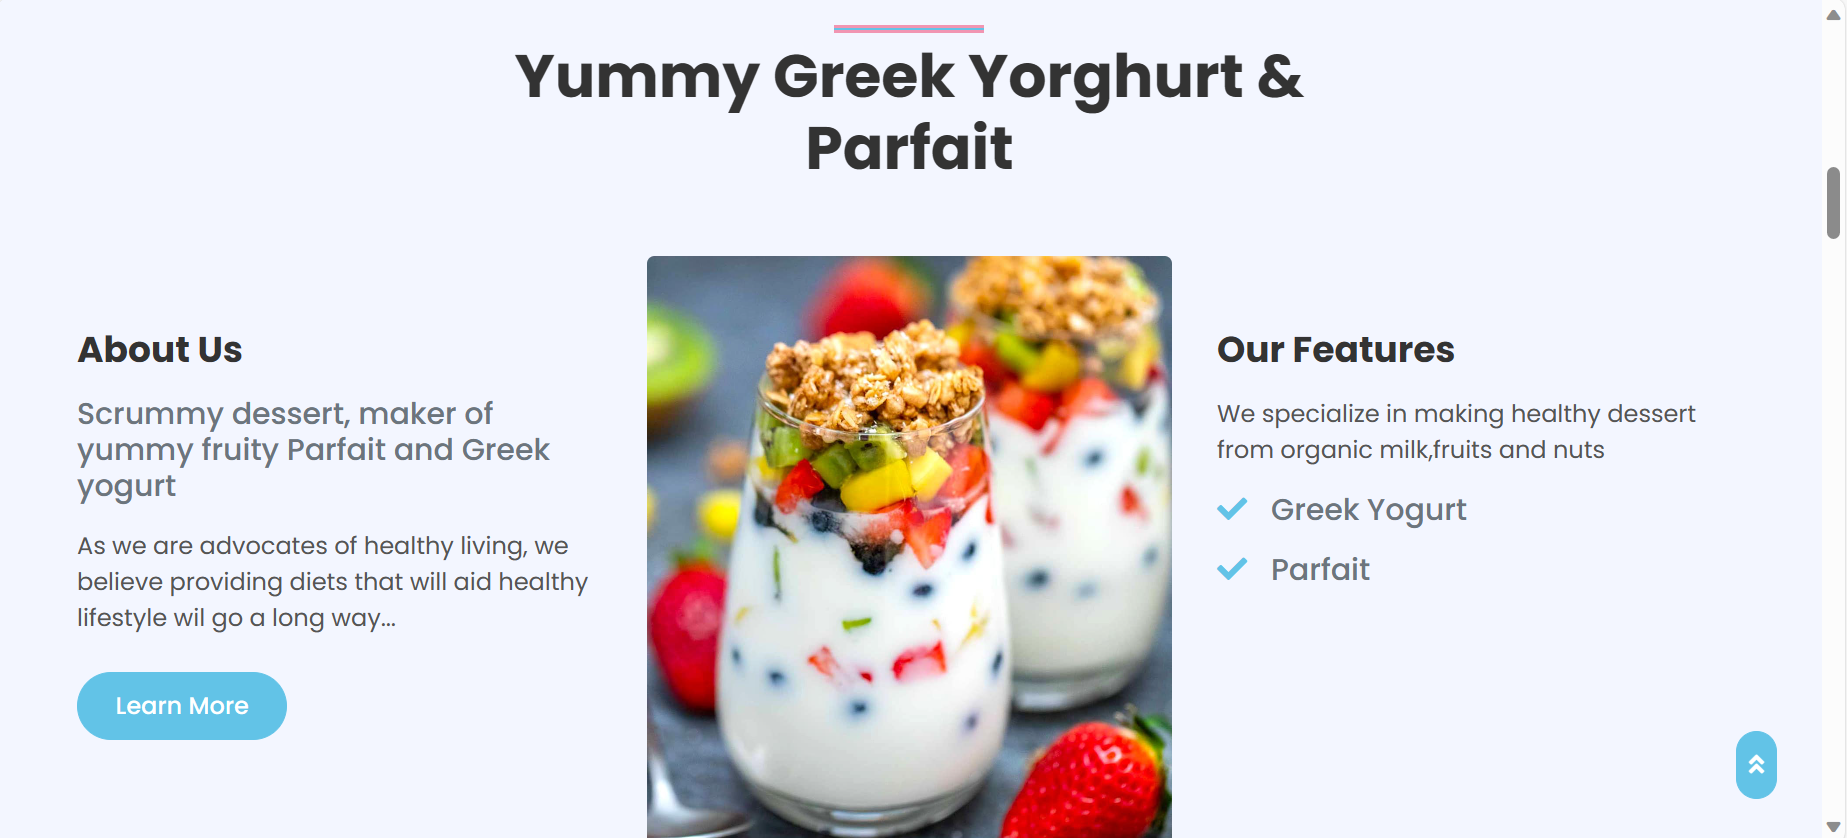 Yummy Greek Yorghurt &
Parfait
About Us
Scrummy dessert, maker of
yummy fruity Parfait and Greek
yogurt
As we are advocates of healthy living, we
believe providing diets that will aid healthy
lifestyle wil go a long way...
Learn More
Our Features
We specialize in making healthy dessert
from organic milk,fruits and nuts
Greek Yogurt
Parfait